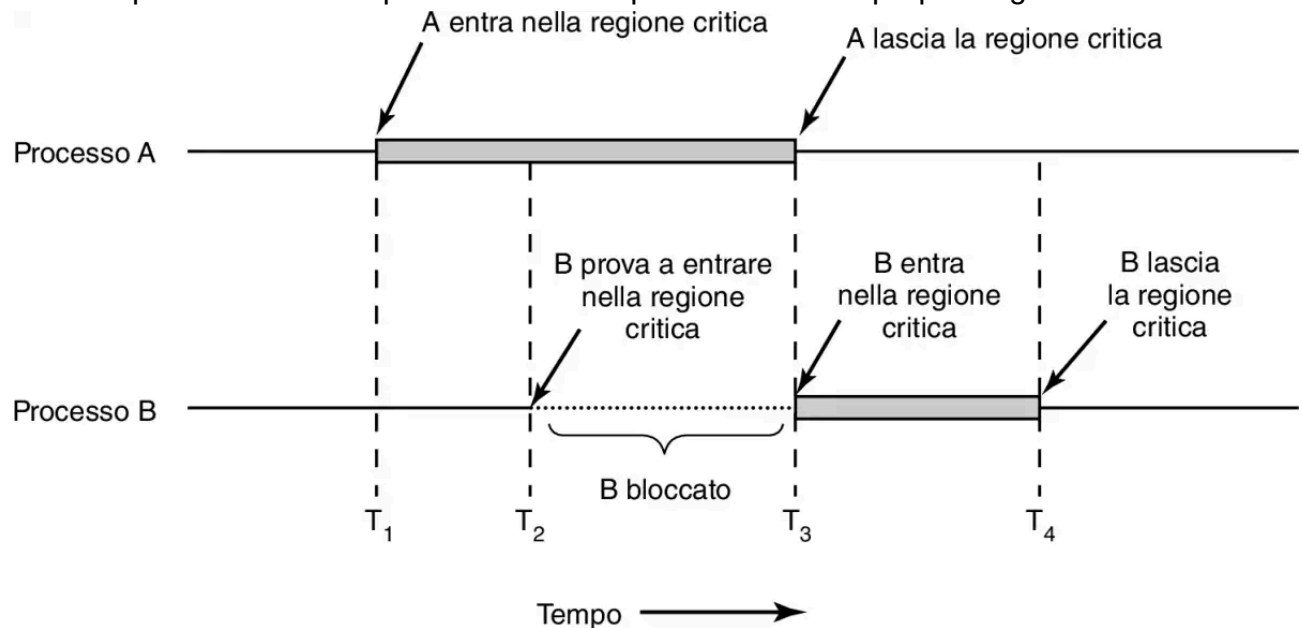 A entra nella regione critica
A lascia la regione critica
Processo A
B prova a entrare
nella regione
critica
B entra
nella regione
critica
B lascia
la regione
critica
Processo B
B bloccato
T1
T2
T3
T4
Tempo